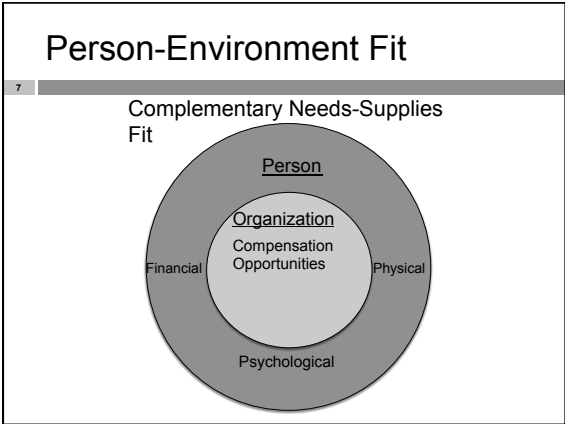 Person-Environment Fit
7
Complementary Needs-Supplies
Fit
Person
Organization
Compensation
Opportunities
Financial
Physical
Psychological